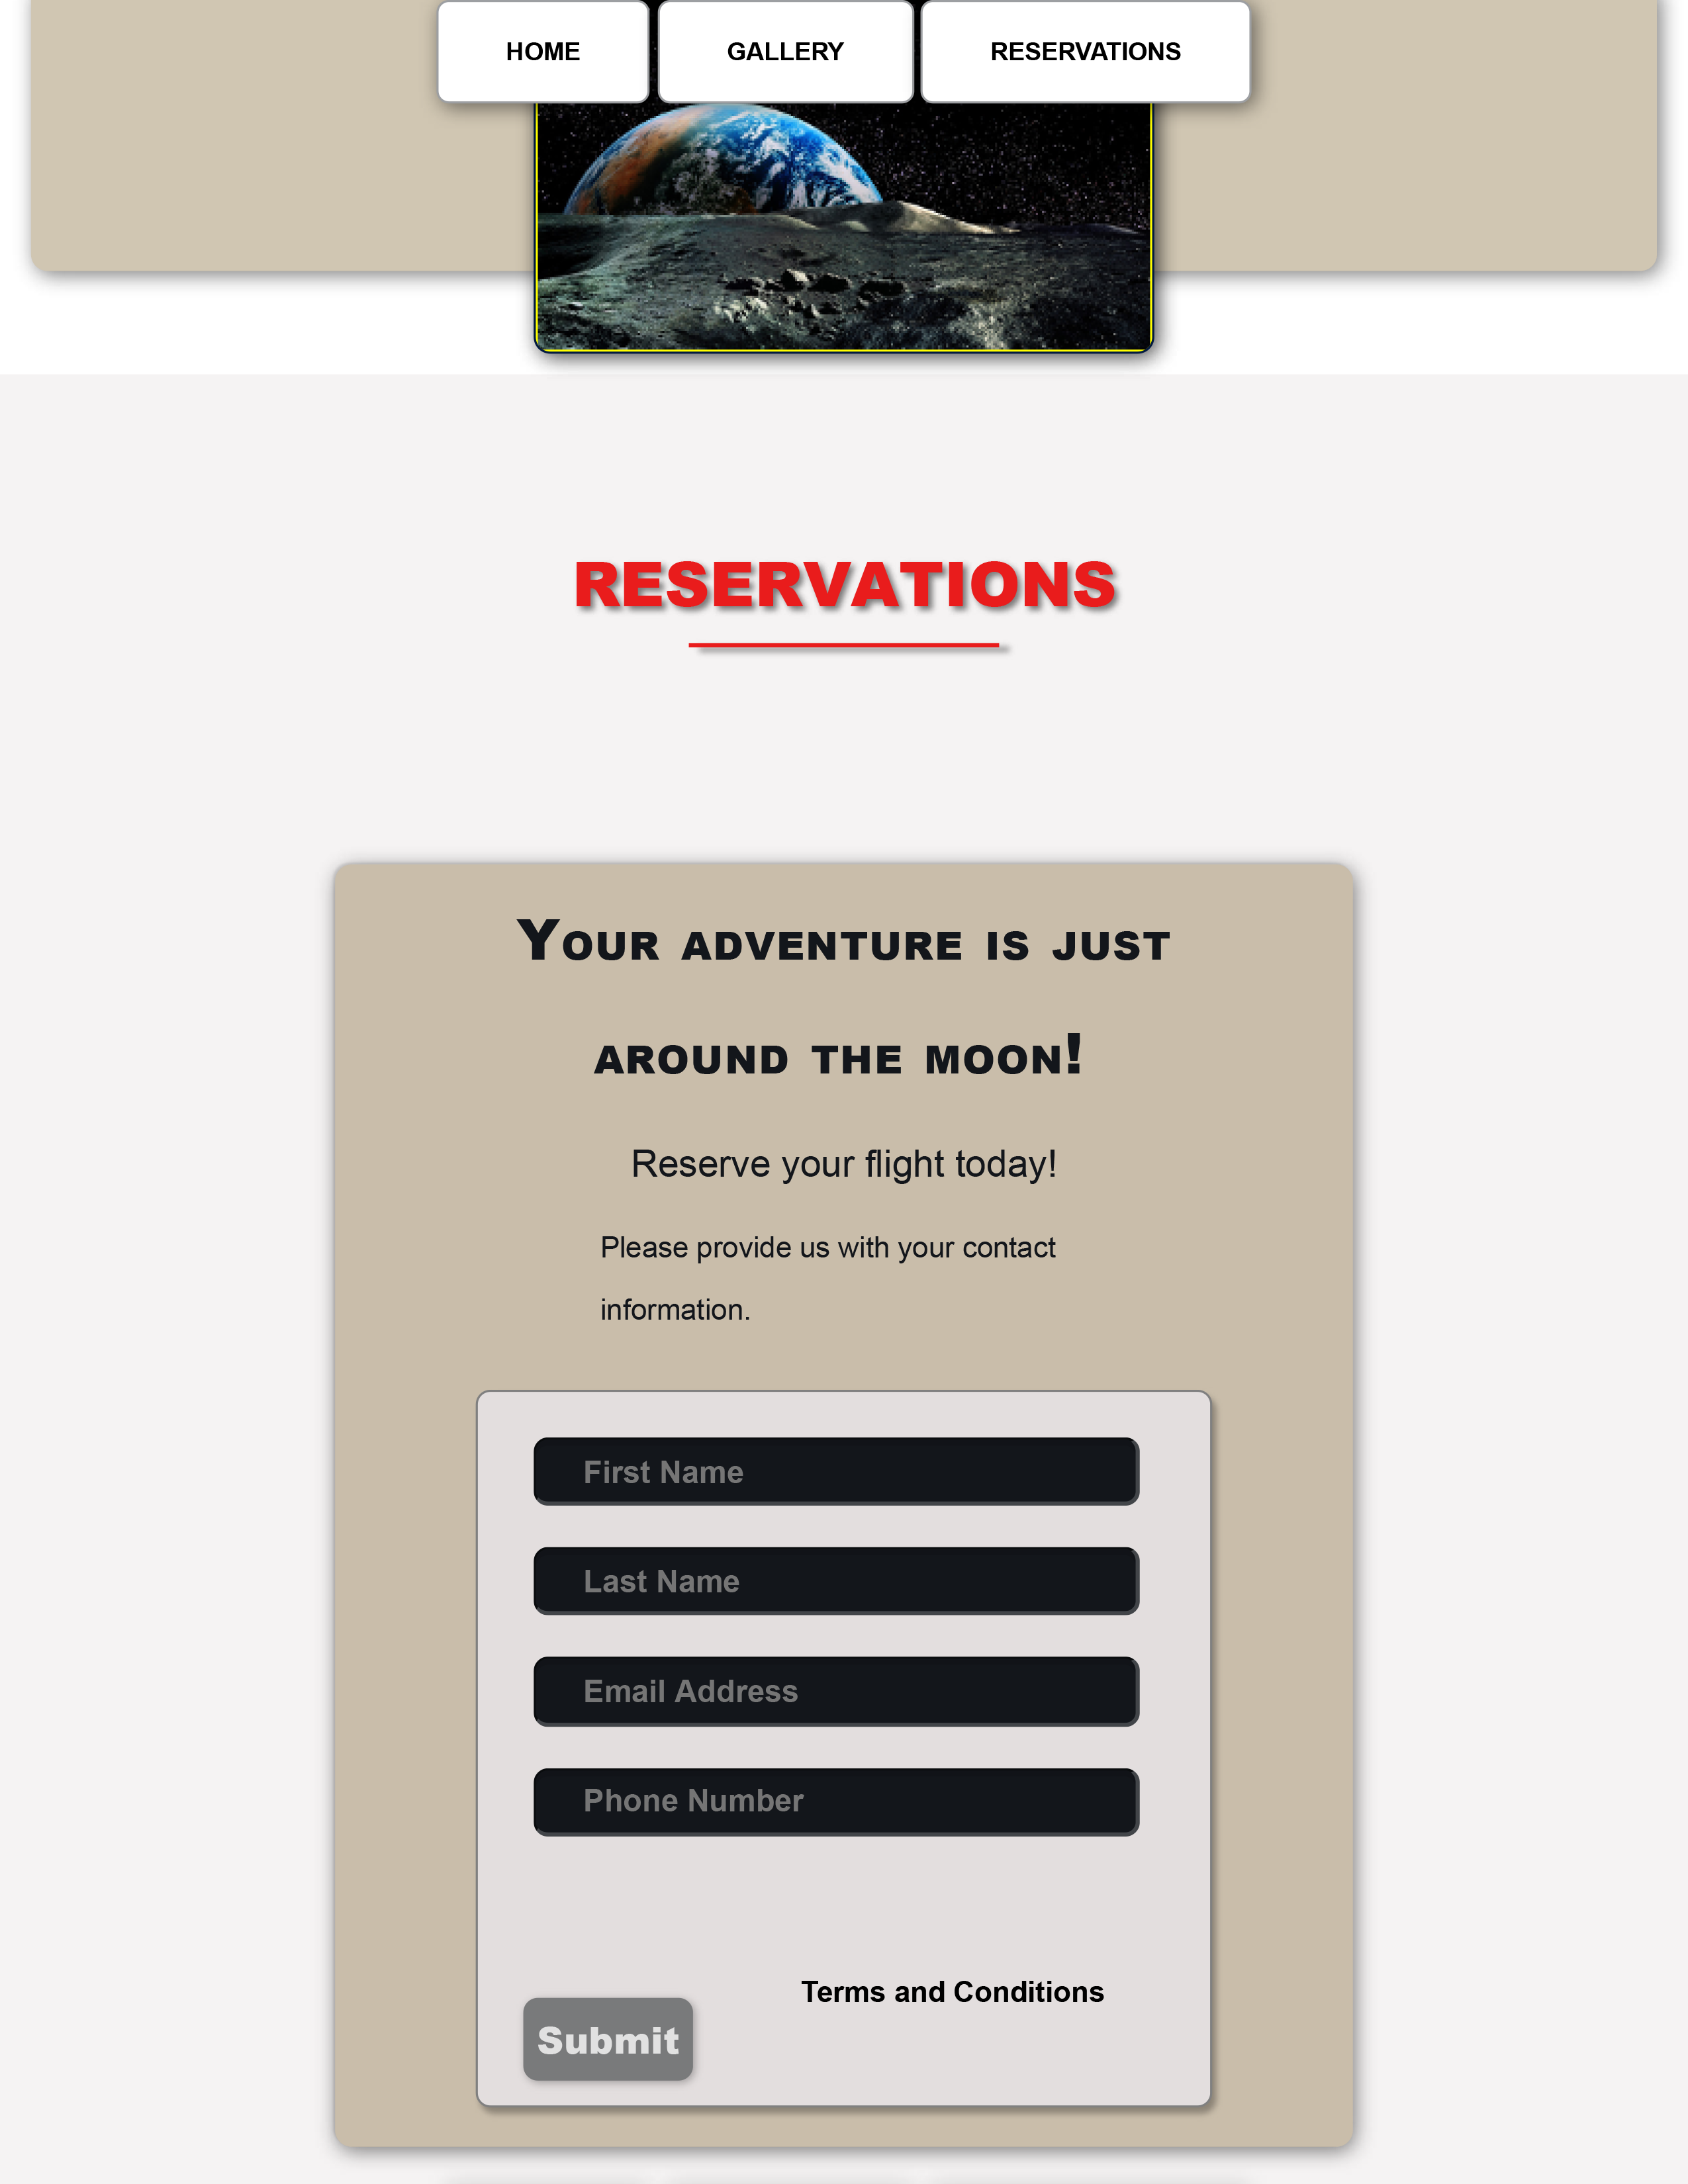 HOME GALLERY RESERVATIONS
RESERVATIONS
Your adventure is just
around the moon!
Reserve your flight today!
Please provide us with your contact
information.
First Name
Last Name
Email Address
Phone Number
Terms and Conditions
Submit